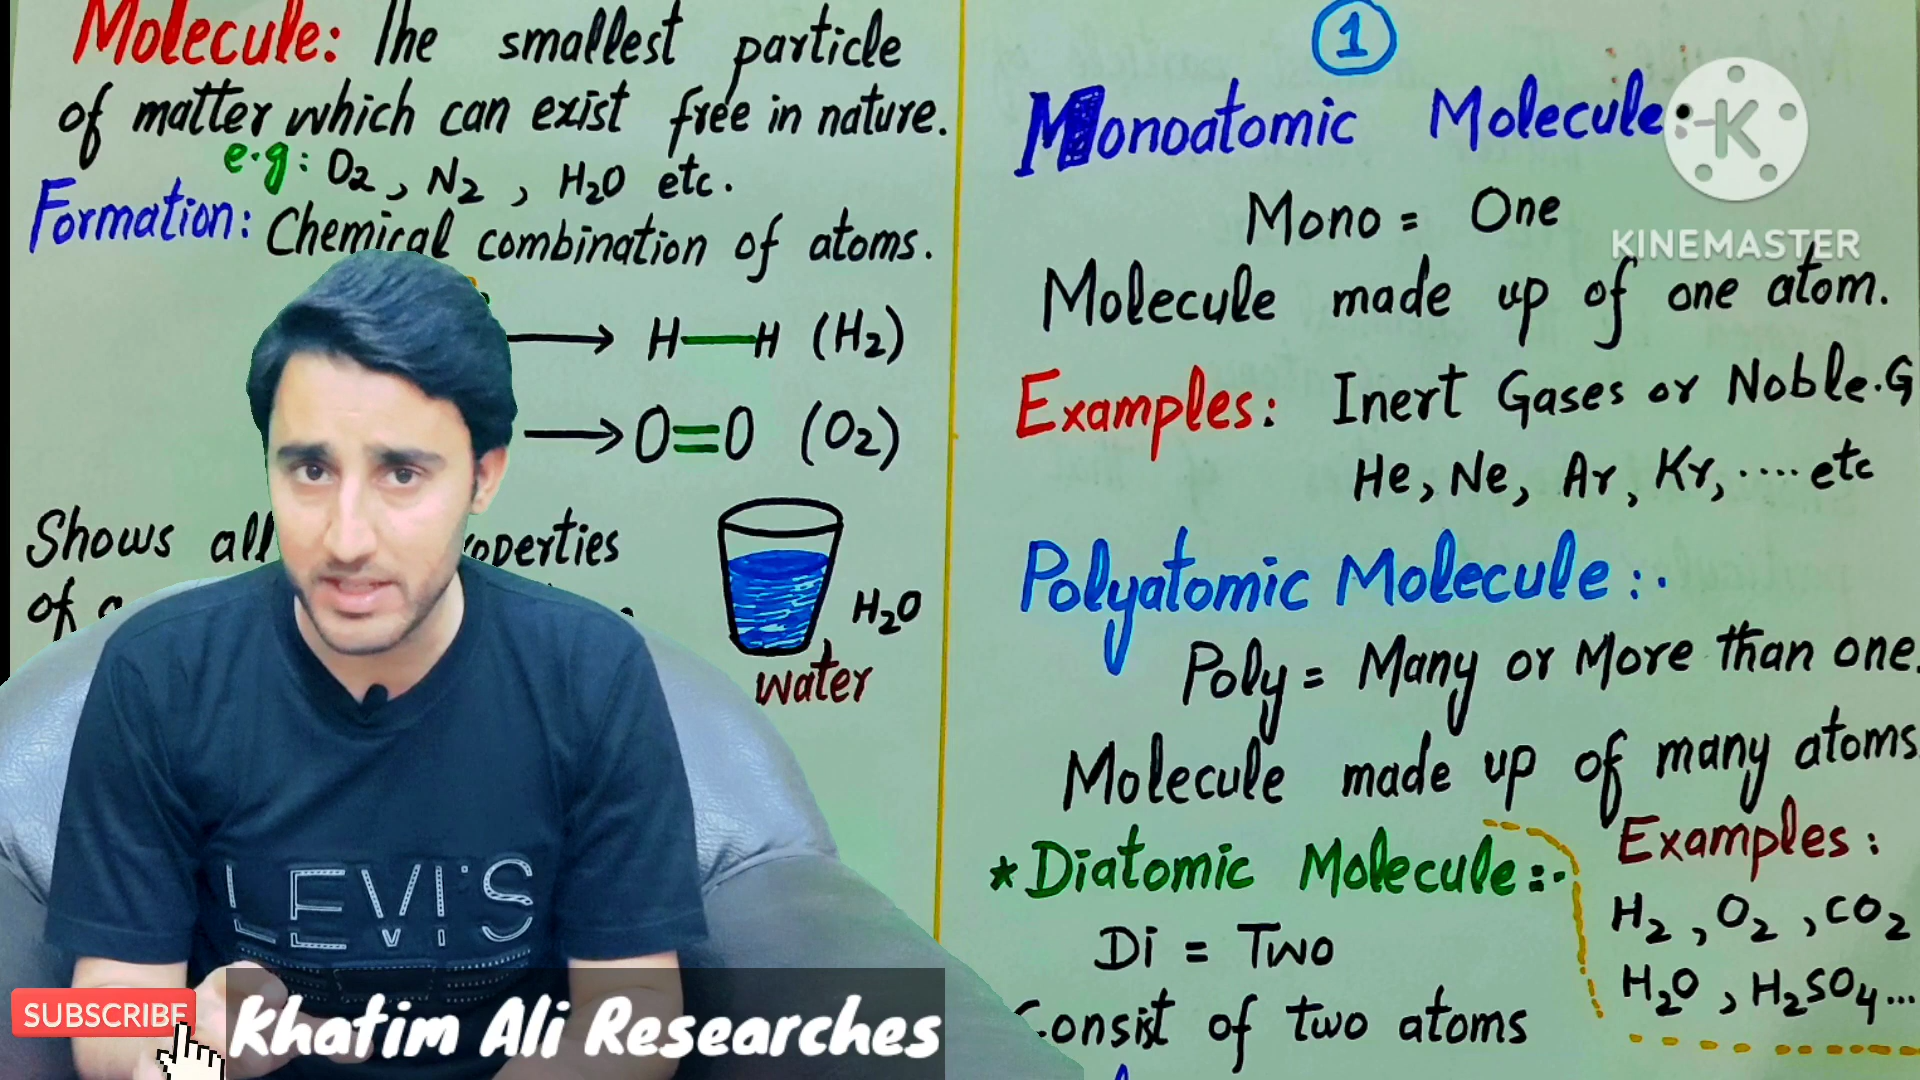 Molecule: The smallest particle
of matter which can exist free in nature.
e.g: O2, N2, H2O etc.
Formation: Chemical combination of atoms.
H—H (H2)
O=O (O2)
Shows all
of
H2O
water
1
Monoatomic Molecule:
Mono = One
Molecule made up of one atom.
Examples: Inert Gases or Noble.G
He, Ne, Ar, Kr, .... etc
Polyatomic Molecule:.
Poly = Many or More than one.
Molecule made up of many atoms
* Diatomic Molecule:.
Di = Two
Consist of two atoms
Examples:
H2, O2, CO2
H2O, H2SO4...
K
KINEMASTER
LEVI'S
SUBSCRIBE
Khatim Ali Researches